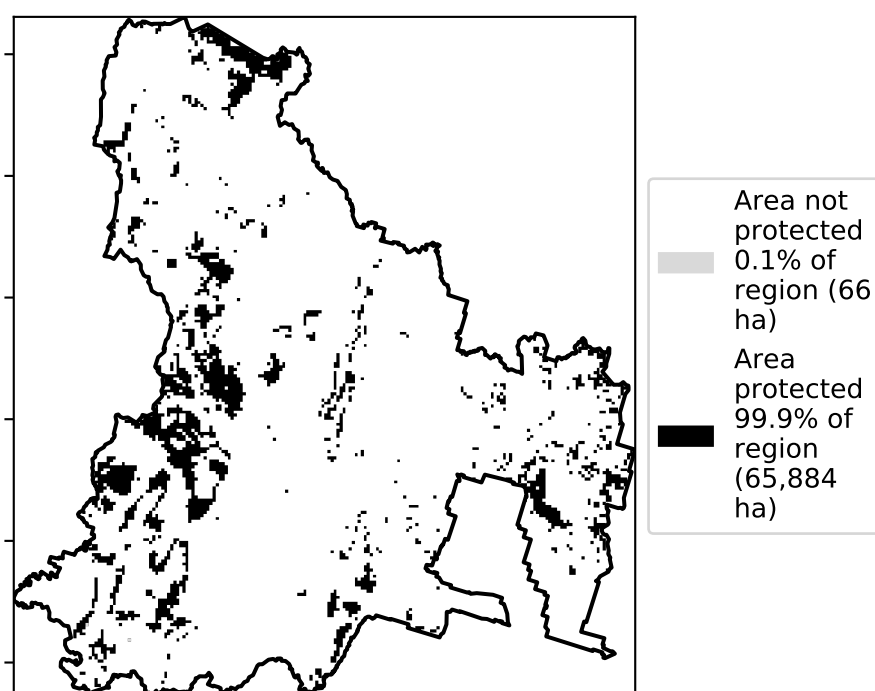 Area not
protected
0.1% of
region (66
ha)
Area
protected
99.9% of
region
(65,884
ha)